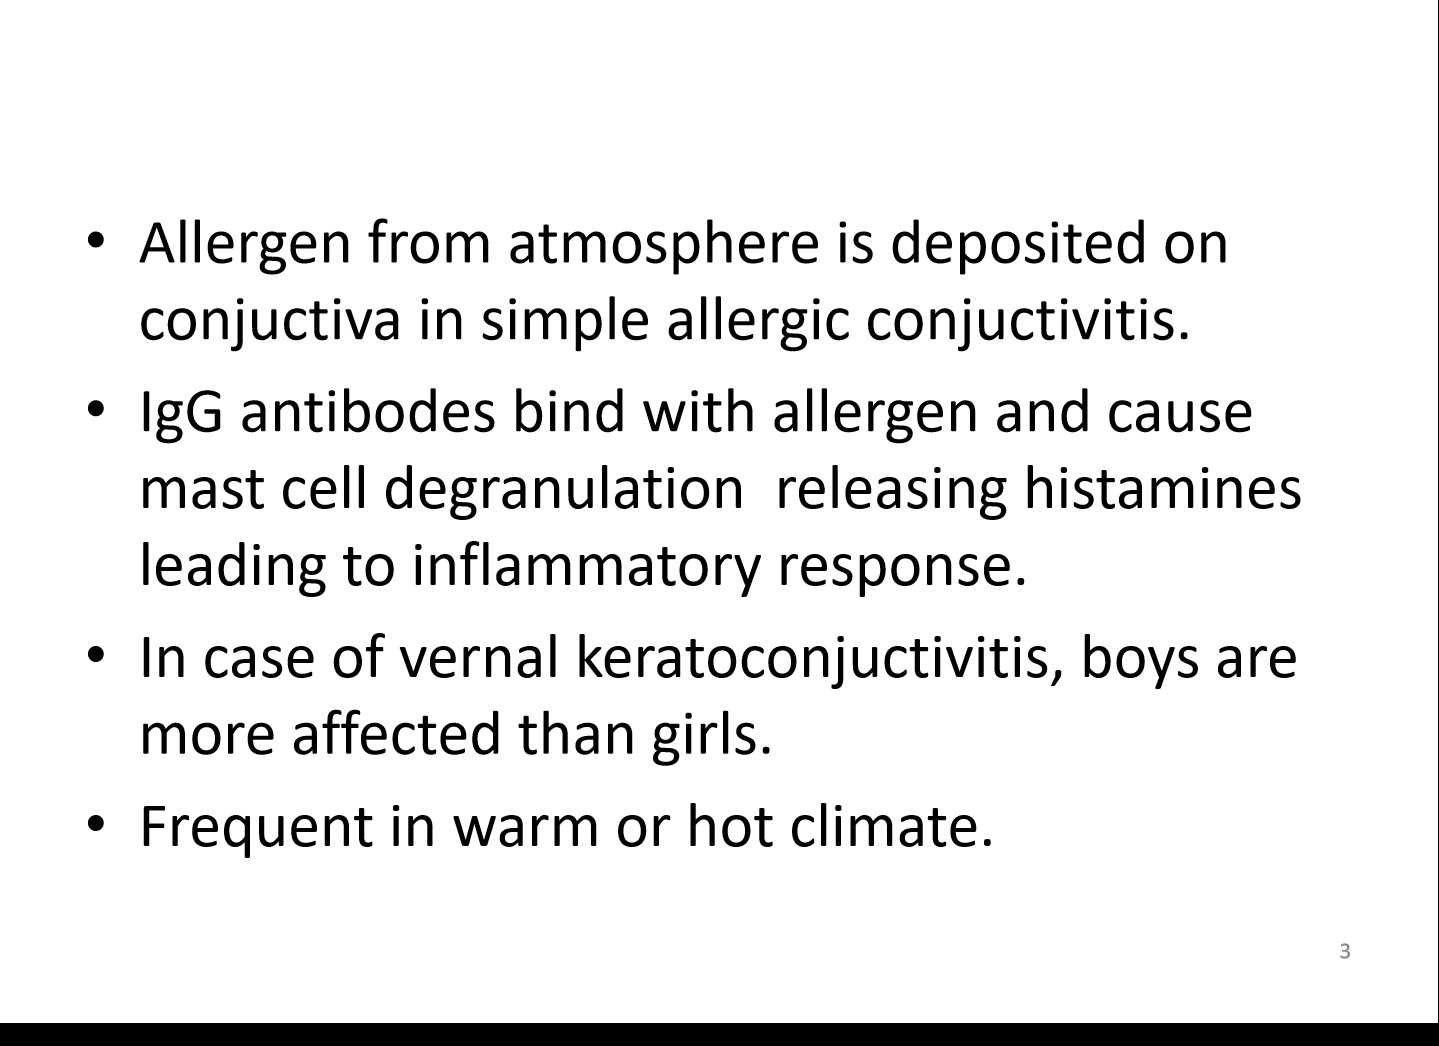 • Allergen from atmosphere is deposited on
conjuctiva in simple allergic conjuctivitis.
• IgG antibodes bind with allergen and cause
mast cell degranulation  releasing histamines
leading to inflammatory response.
• In case of vernal keratoconjuctivitis, boys are
more affected than girls.
• Frequent in warm or hot climate.
3